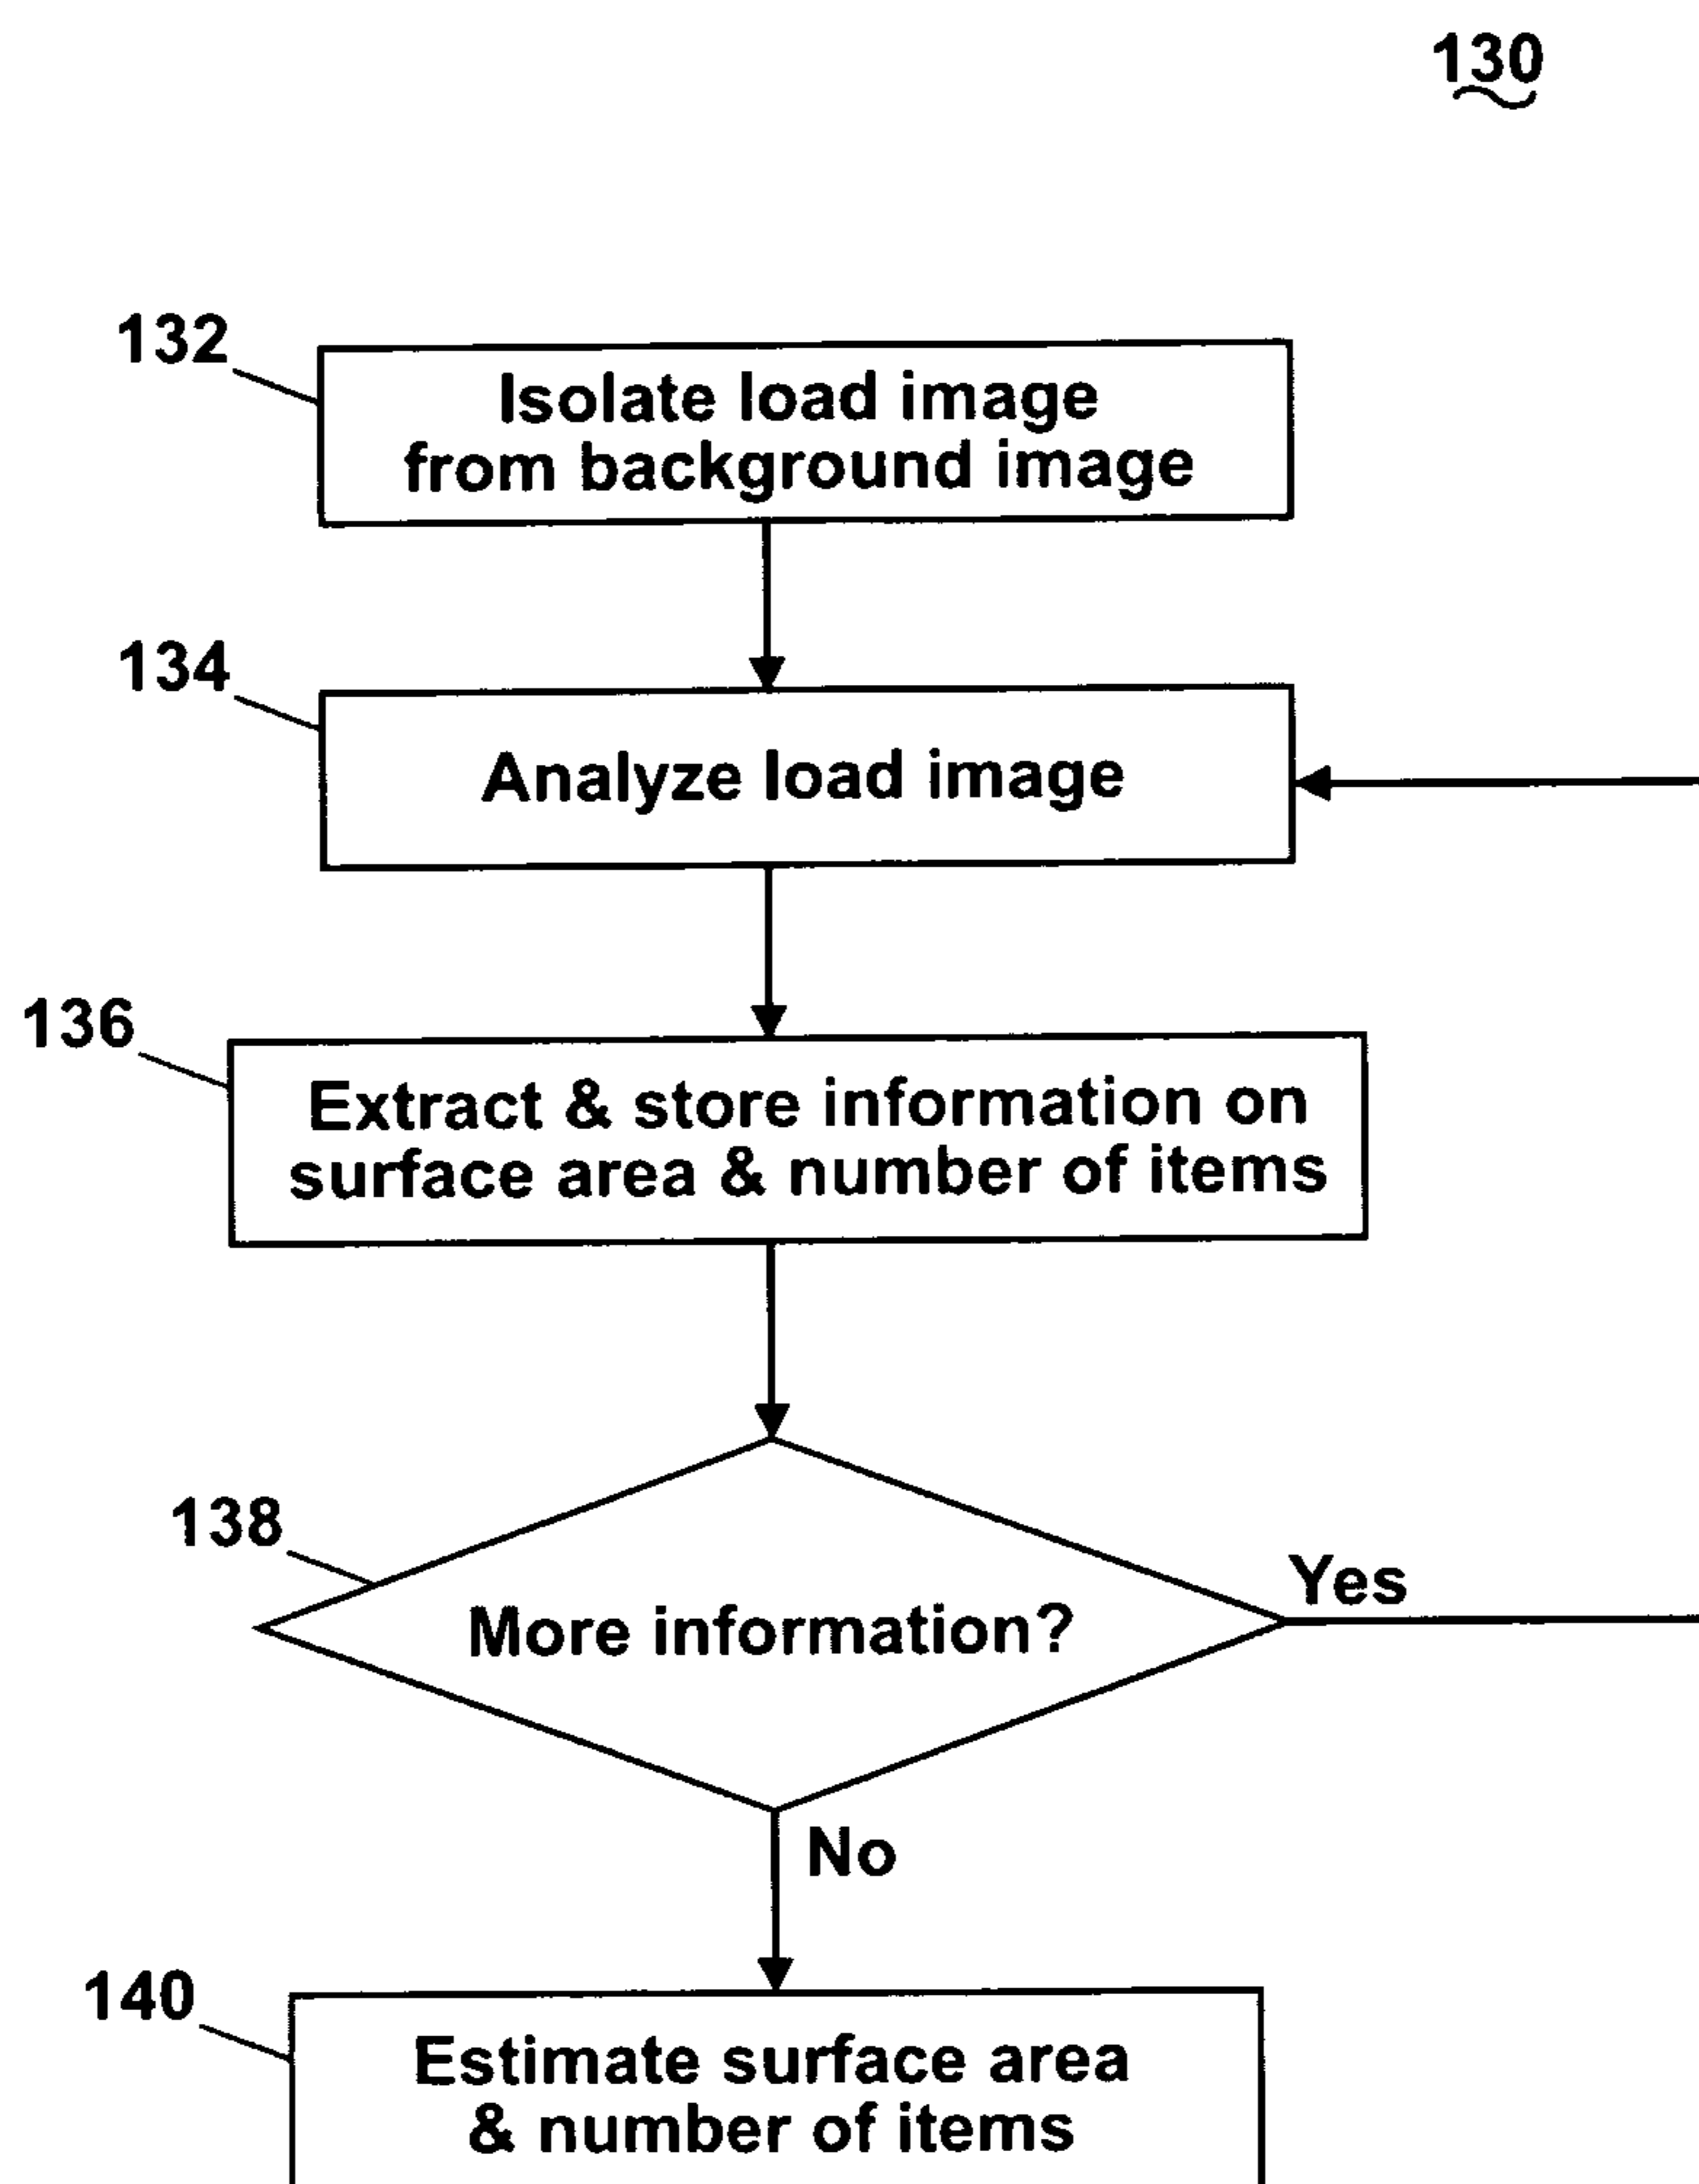 130
132
Isolate load image
from background image
134
Analyze load image
136
Extract & store information on
surface area & number of items
138
More information?
Yes
No
140
Estimate surface area
& number of items